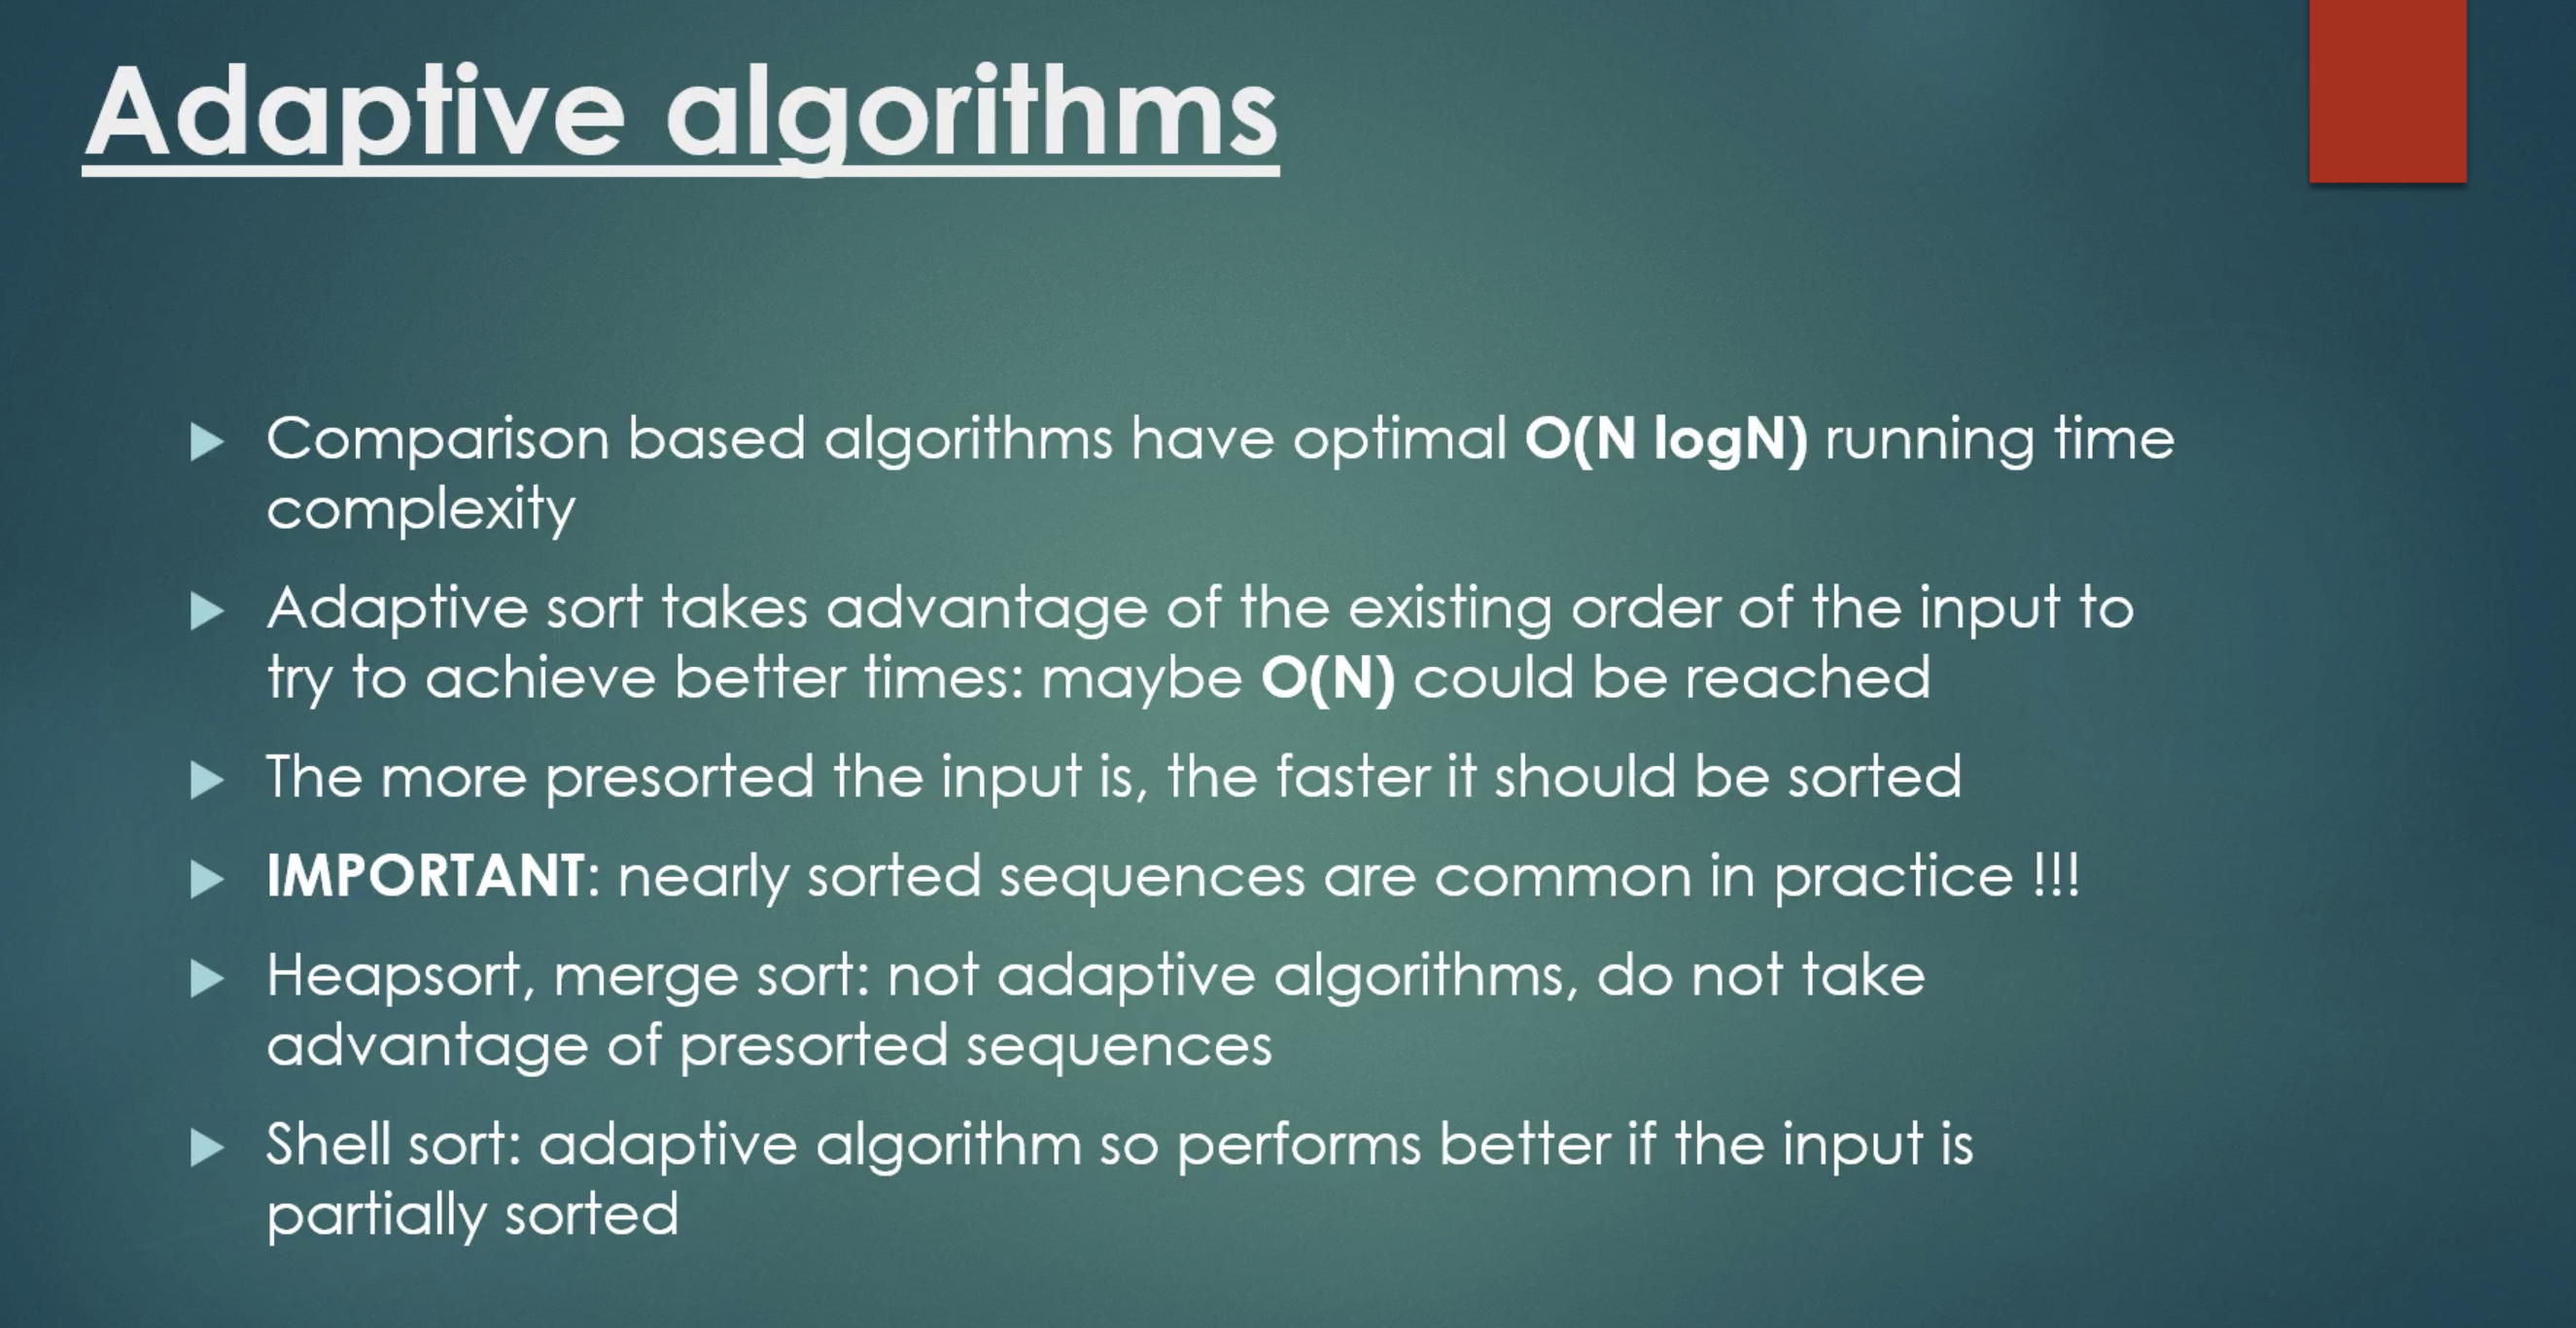 Adaptive algorithms
Comparison based algorithms have optimal O(N logN) running time
complexity
Adaptive sort takes advantage of the existing order of the input to
try to achieve better times: maybe O(N) could be reached
The more presorted the input is, the faster it should be sorted
IMPORTANT: nearly sorted sequences are common in practice !!!
Heapsort, merge sort: not adaptive algorithms, do not take
advantage of presorted sequences
Shell sort: adaptive algorithm so performs better if the input is
partially sorted